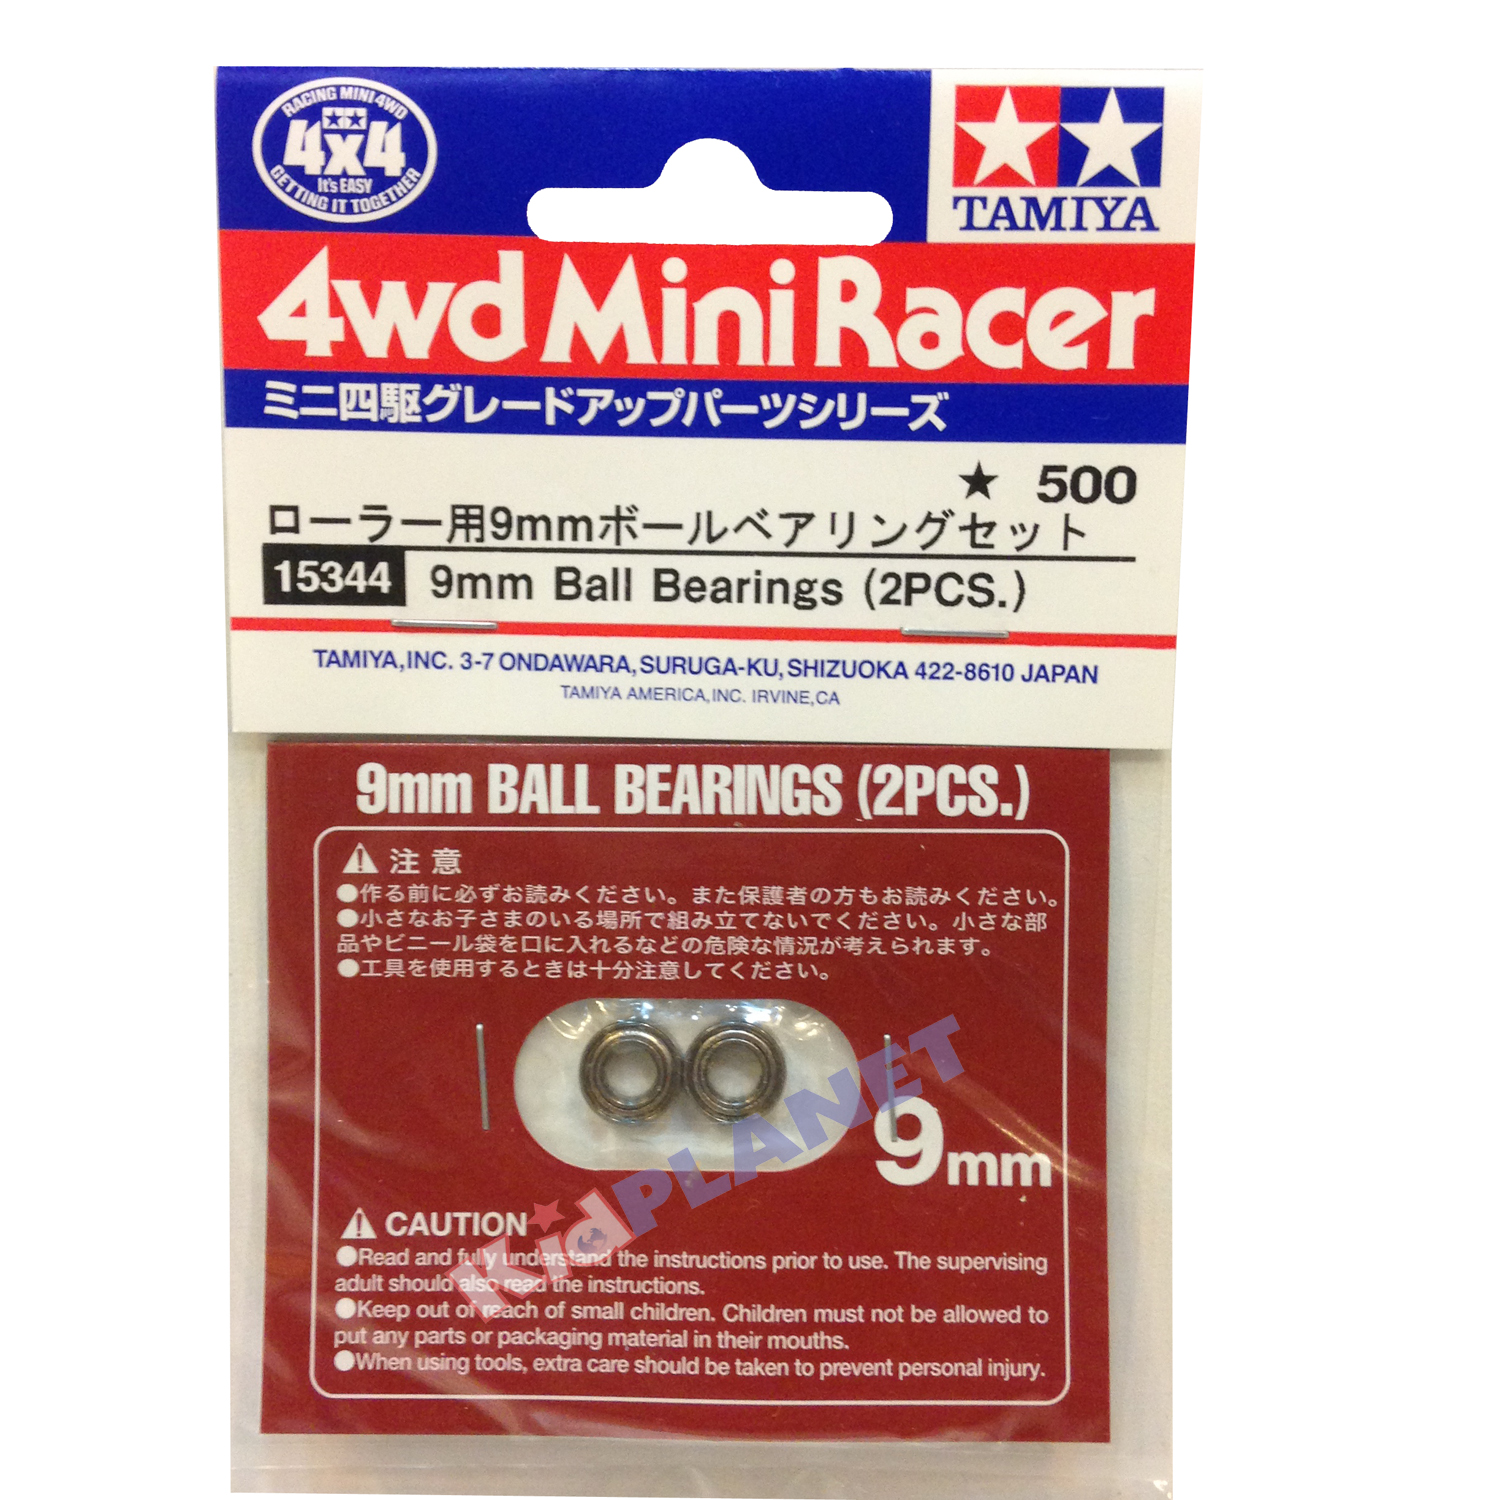 RACING MINI 4WD
4x4
It's EASY
GETTING IT TOGETHER
TAMIYA
4wd Mini Racer
ミニ四駆グレードアップパーツシリーズ
★ 500
ローラー用9mmボールベアリングセット
15344 9mm Ball Bearings (2PCS.)
TAMIYA,INC. 3-7 ONDAWARA, SURUGA-KU, SHIZUOKA 422-8610 JAPAN
TAMIYA AMERICA, INC. IRVINE, CA
9mm BALL BEARINGS (2PCS.)
注意
●作る前に必ずお読みください。また保護者の方もお読みください。
●小さなお子さまのいる場所で組み立てないでください。小さな部
品やビニール袋を口に入れるなどの危険な情況が考えられます。
●工具を使用するときは十分注意してください。
9mm
KidPLANET
CAUTION
●Read and fully understand the instructions prior to use. The supervising
adult should also read the instructions.
●Keep out of reach of small children. Children must not be allowed to
put any parts or packaging material in their mouths.
●When using tools, extra care should be taken to prevent personal injury.